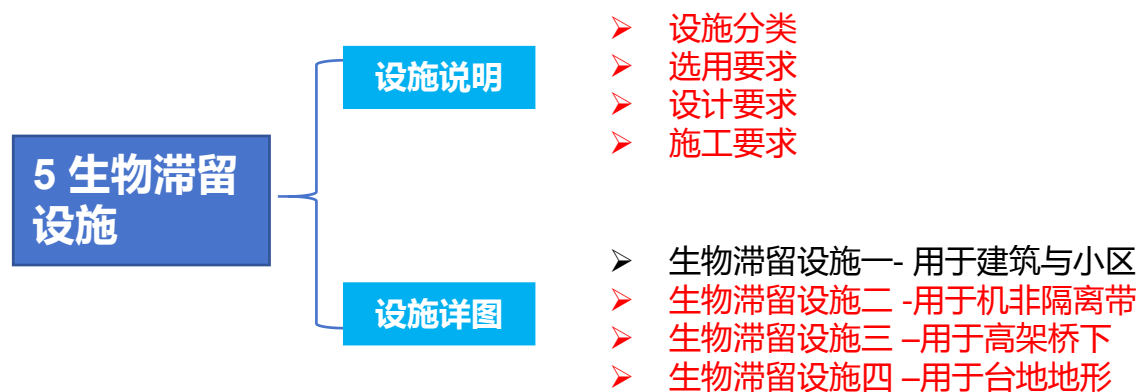 5 生物滞留
设施
设施说明
➢ 设施分类
➢ 选用要求
➢ 设计要求
➢ 施工要求
设施详图
➢ 生物滞留设施一- 用于建筑与小区
➢ 生物滞留设施二 -用于机非隔离带
➢ 生物滞留设施三 –用于高架桥下
➢ 生物滞留设施四 –用于台地地形